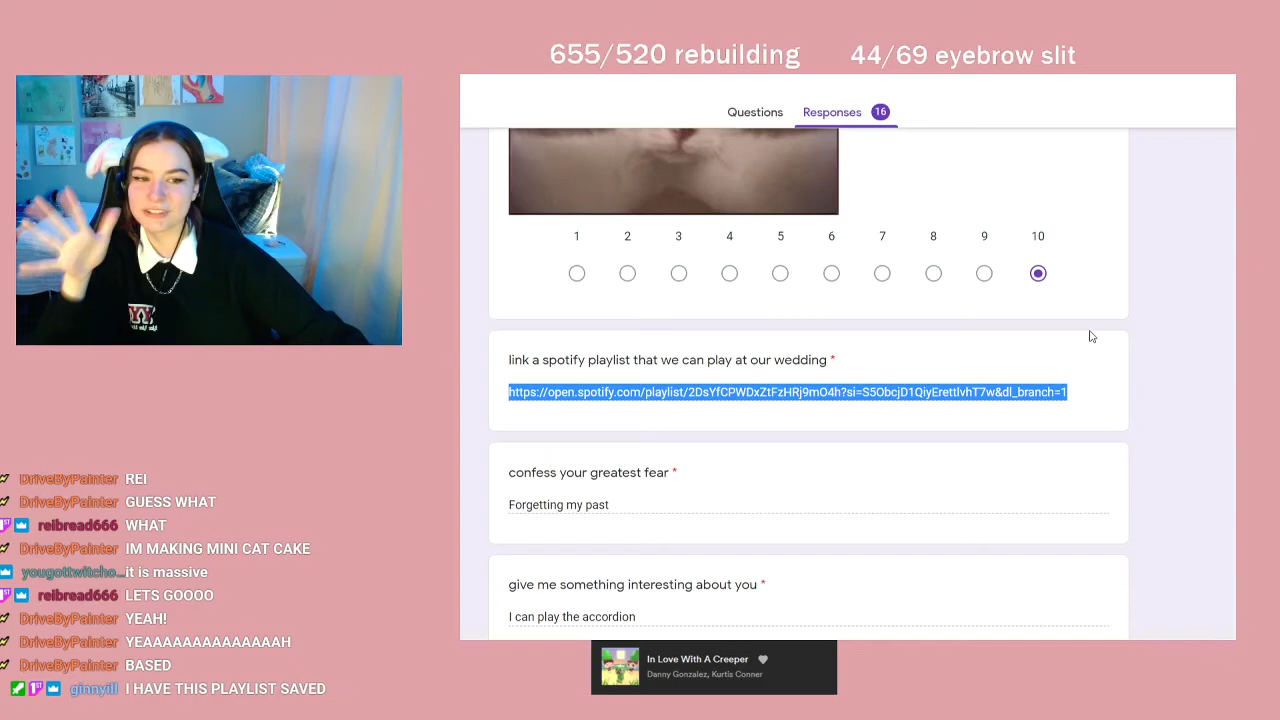 655/520 rebuilding
44/69 eyebrow slit
Questions
Responses 16
1 2 3 4 5 6 7 8 9 10
link a spotify playlist that we can play at our wedding *
https://open.spotify.com/playlist/2DsYfCPWDxZtFzHRj9mO4h?si=S5ObcjD1QiyErettlvhT7w&dl_branch=1
confess your greatest fear *
Forgetting my past
give me something interesting about you *
I can play the accordion
DriveByPainter REI
DriveByPainter GUESS WHAT
reibread666 WHAT
DriveByPainter IM MAKING MINI CAT CAKE
yougottwitcho... it is massive
reibread666 LETS GOOOO
DriveByPainter YEAH!
DriveByPainter YEAAAAAAAAAAAAAH
DriveByPainter BASED
ginnyill I HAVE THIS PLAYLIST SAVED
In Love With A Creeper
Danny Gonzalez, Kurtis Conner